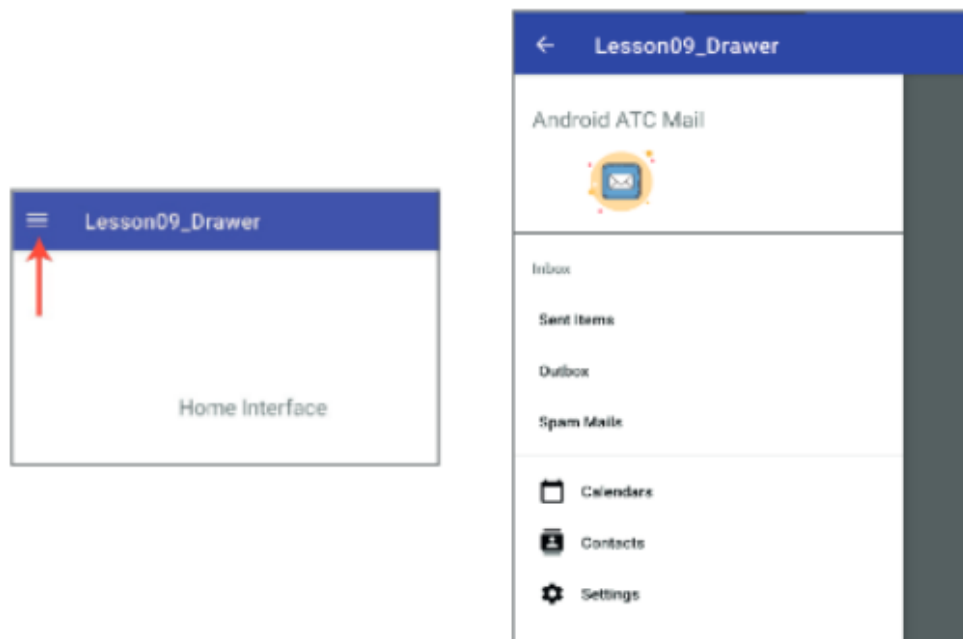 Lesson09_Drawer
Home Interface
Lesson09_Drawer
Android ATC Mail
Inbox
Sent Items
Outbox
Spam Mails
Calendars
Contacts
Settings